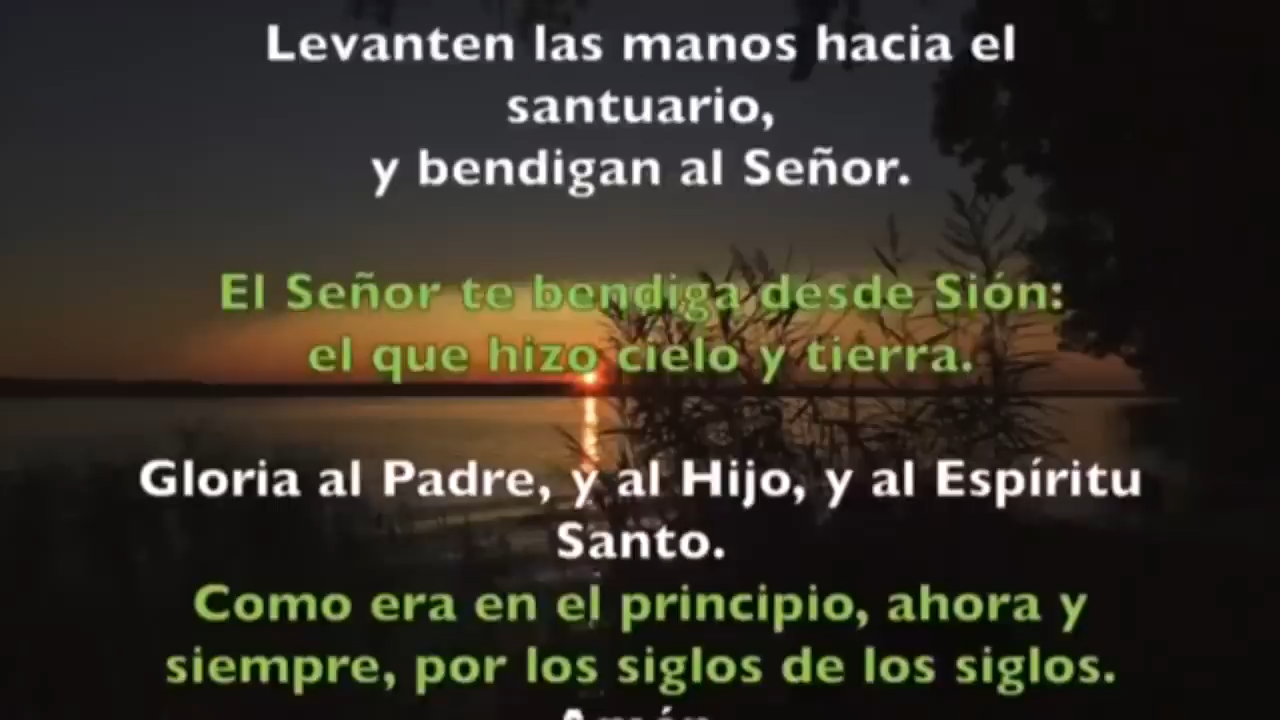 Levanten las manos hacia el
santuario,
y bendigan al Señor.
El Señor te bendiga desde Sión:
el que hizo cielo y tierra.
Gloria al Padre, y al Hijo, y al Espíritu
Santo.
Como era en el principio, ahora y
siempre, por los siglos de los siglos.